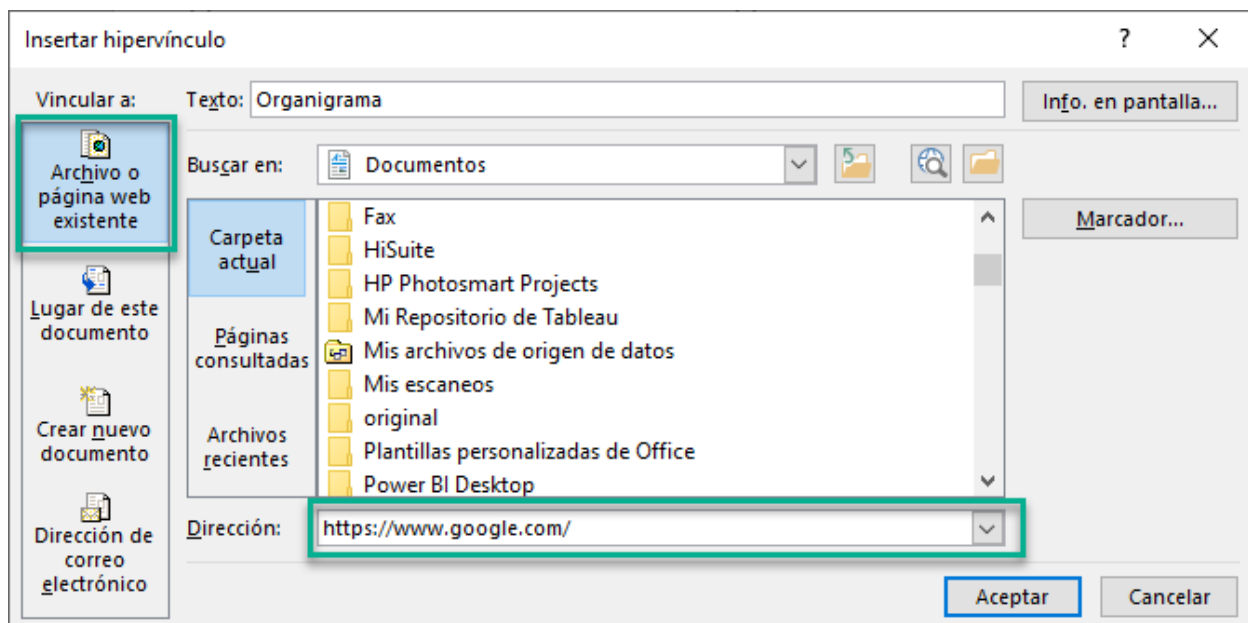 Insertar hipervínculo
?
Vincular a:
Texto: Organigrama
Info. en pantalla...
Archivo o
página web
existente
Buscar en:
Documentos
Carpeta
actual
Páginas
consultadas
Archivos
recientes
Fax
HiSuite
HP Photosmart Projects
Mi Repositorio de Tableau
Mis archivos de origen de datos
Mis escaneos
original
Plantillas personalizadas de Office
Power BI Desktop
Marcador...
Lugar de este
documento
Crear nuevo
documento
Dirección de
correo
electrónico
Dirección:
https://www.google.com/
Aceptar
Cancelar